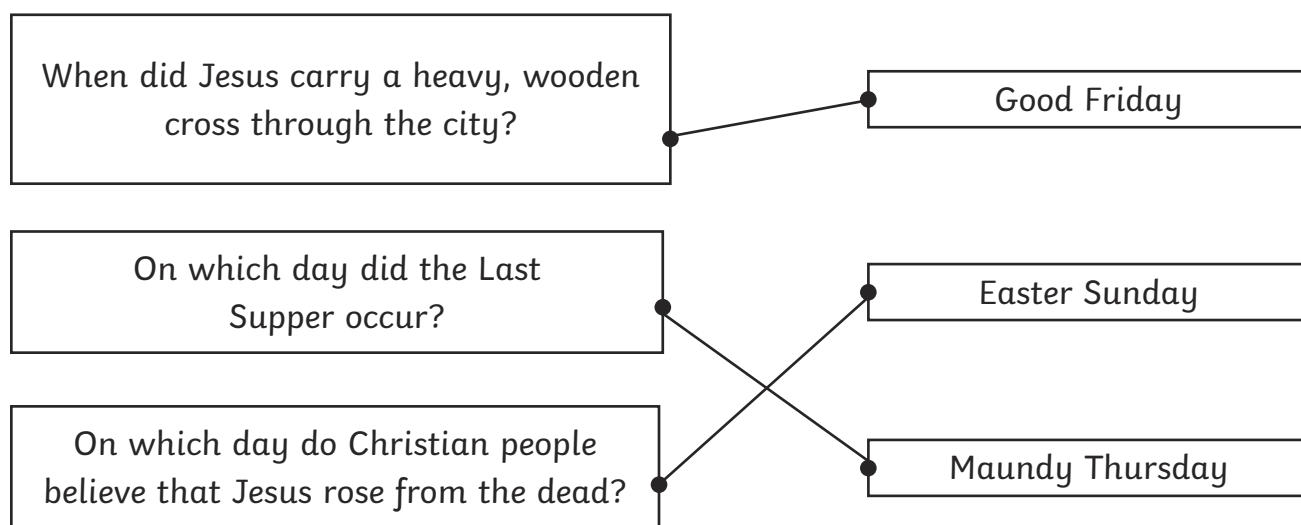 When did Jesus carry a heavy, wooden
cross through the city?
Good Friday
On which day did the Last
Supper occur?
Easter Sunday
On which day do Christian people
believe that Jesus rose from the dead?
Maundy Thursday